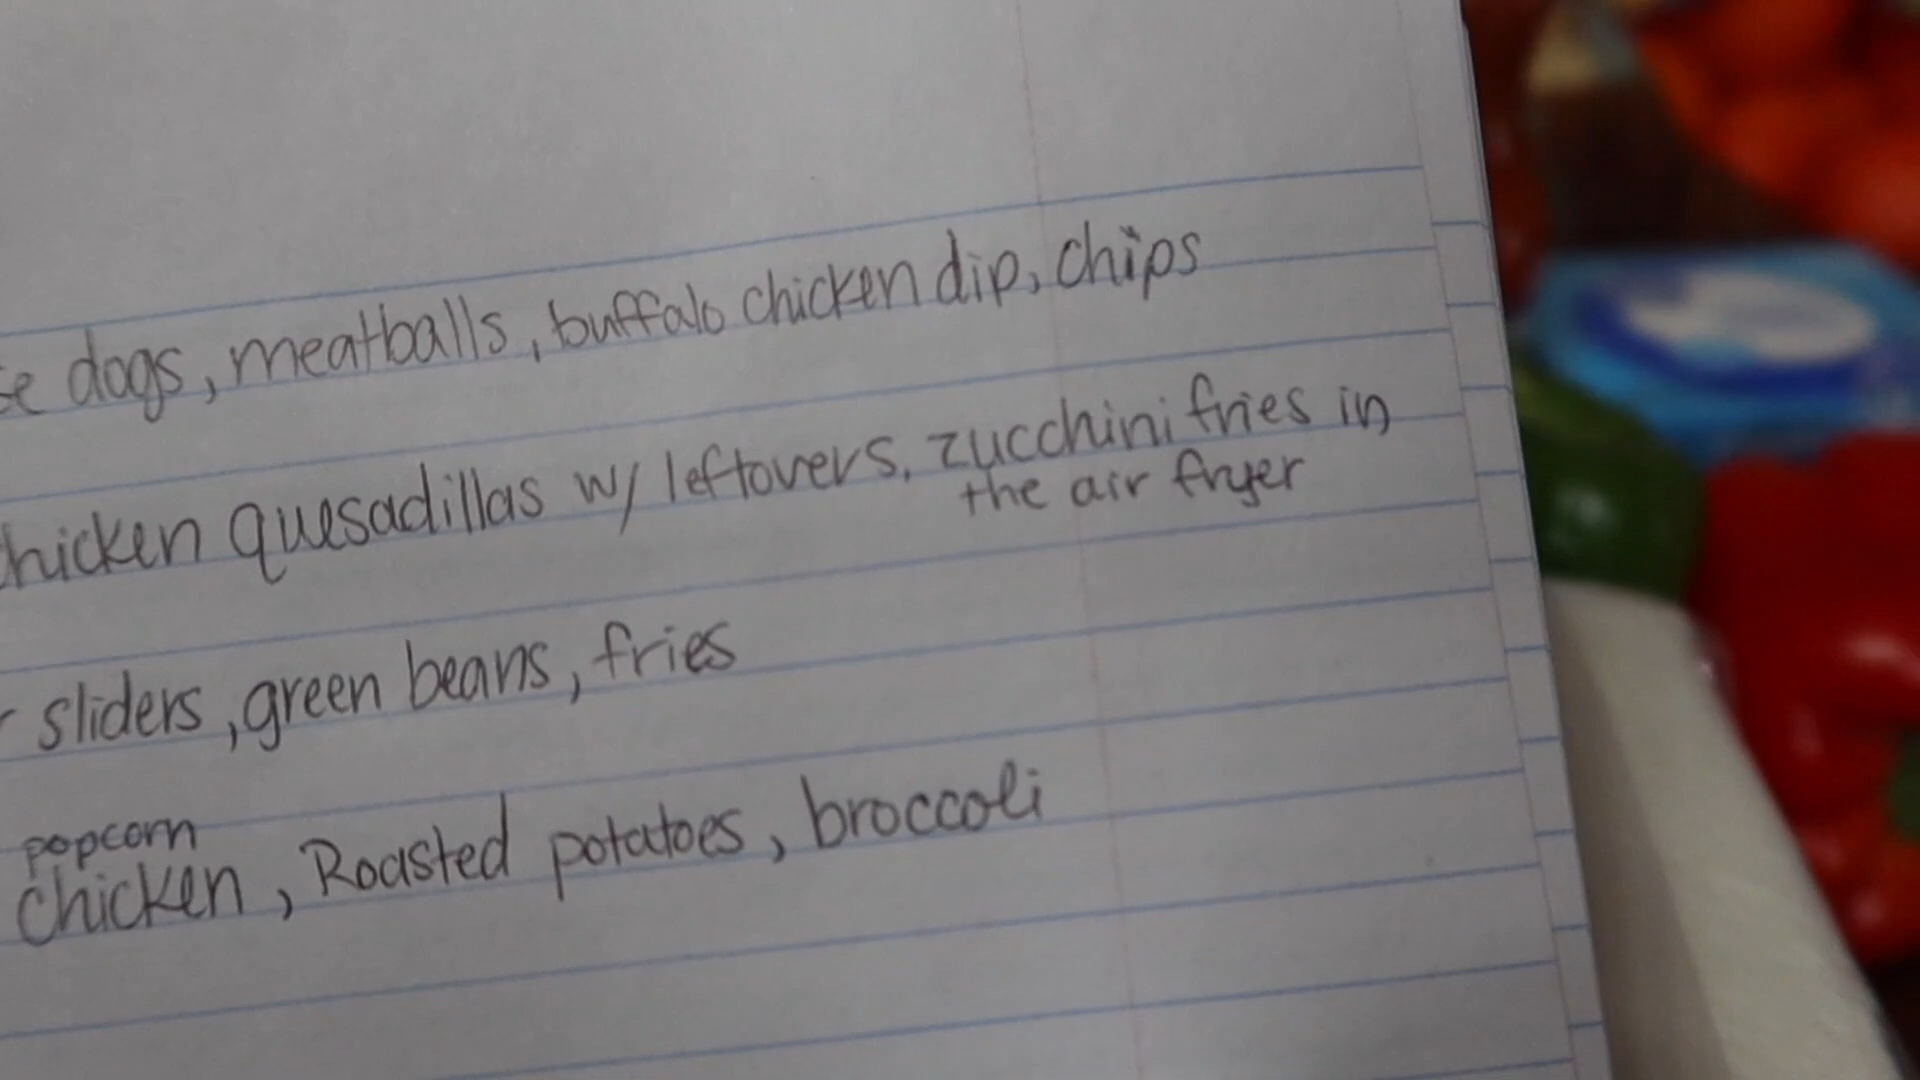 dogs, meatballs, buffalo chicken dip, chips
hicken quesadillas w/ leftovers, zucchini fries in
the air fryer
sliders, green beans, fries
popcorn
chicken, Roasted potatoes, broccoli